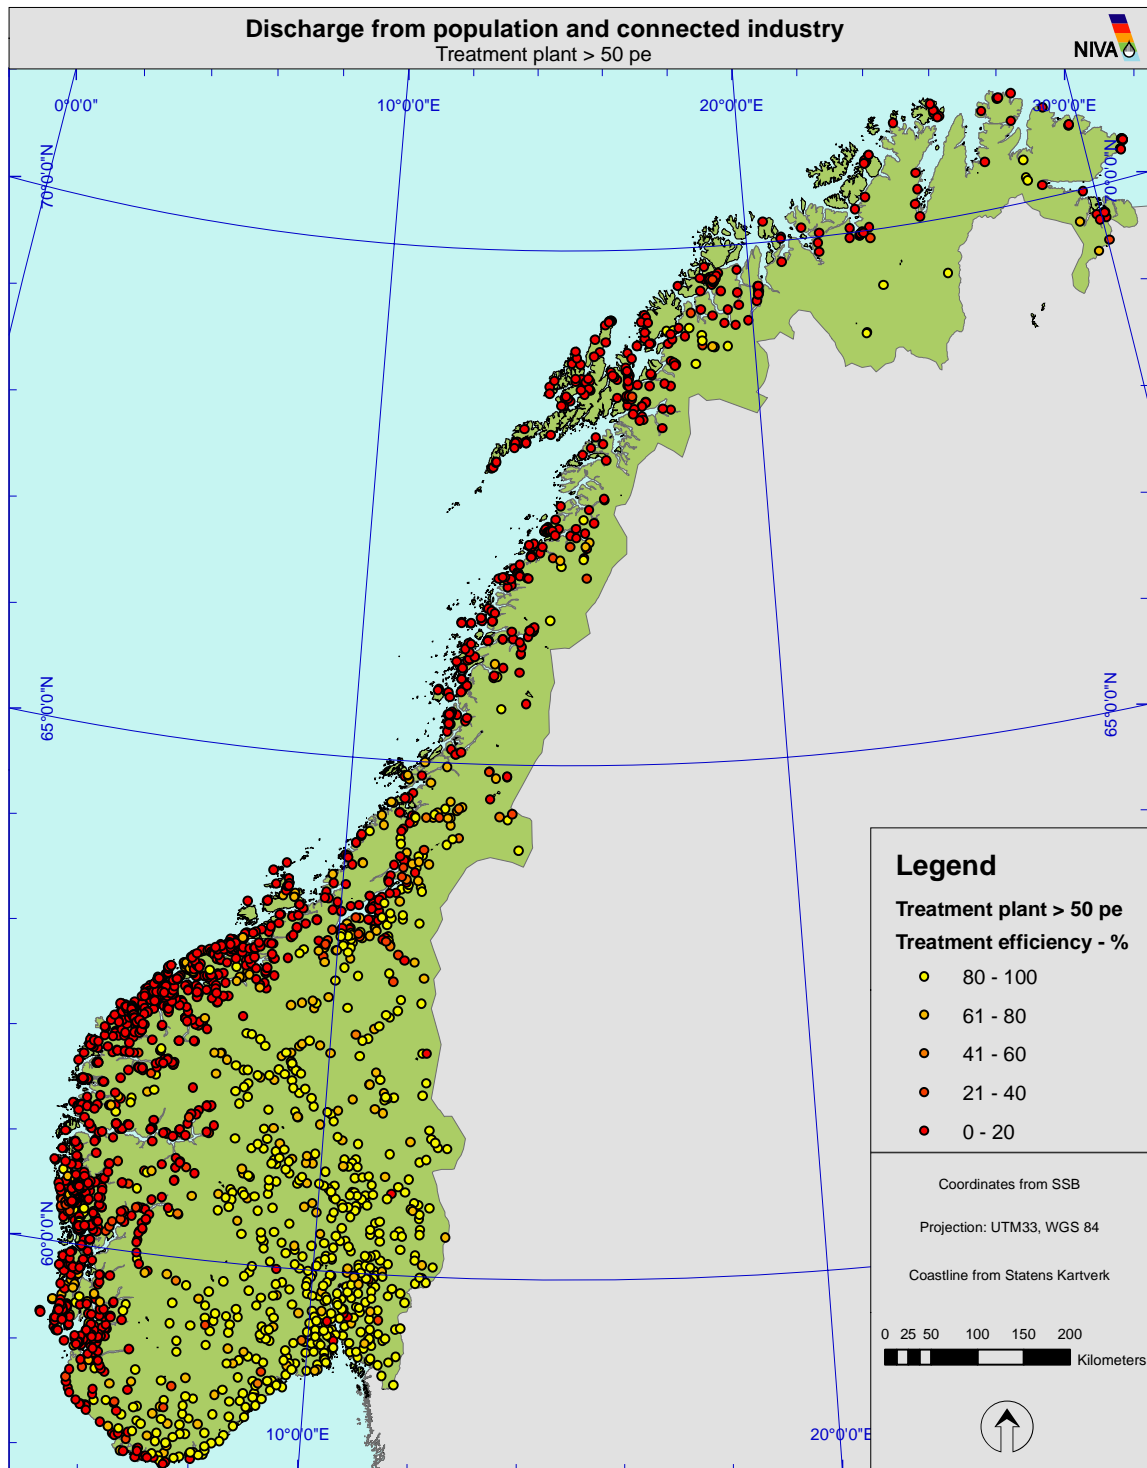 Discharge from population and connected industry
Treatment plant > 50 pe
NIVA
0°0'0"
10°0'0"E
20°0'0"E
30°0'0"E
70°0'0"N
70°0'0"N
65°0'0"N
65°0'0"N
60°0'0"N
10°0'0"E
20°0'0"E
Legend
Treatment plant > 50 pe
Treatment efficiency - %
80 - 100
61 - 80
41 - 60
21 - 40
0 - 20
Coordinates from SSB
Projection: UTM33, WGS 84
Coastline from Statens Kartverk
0 25 50 100 150 200
Kilometers